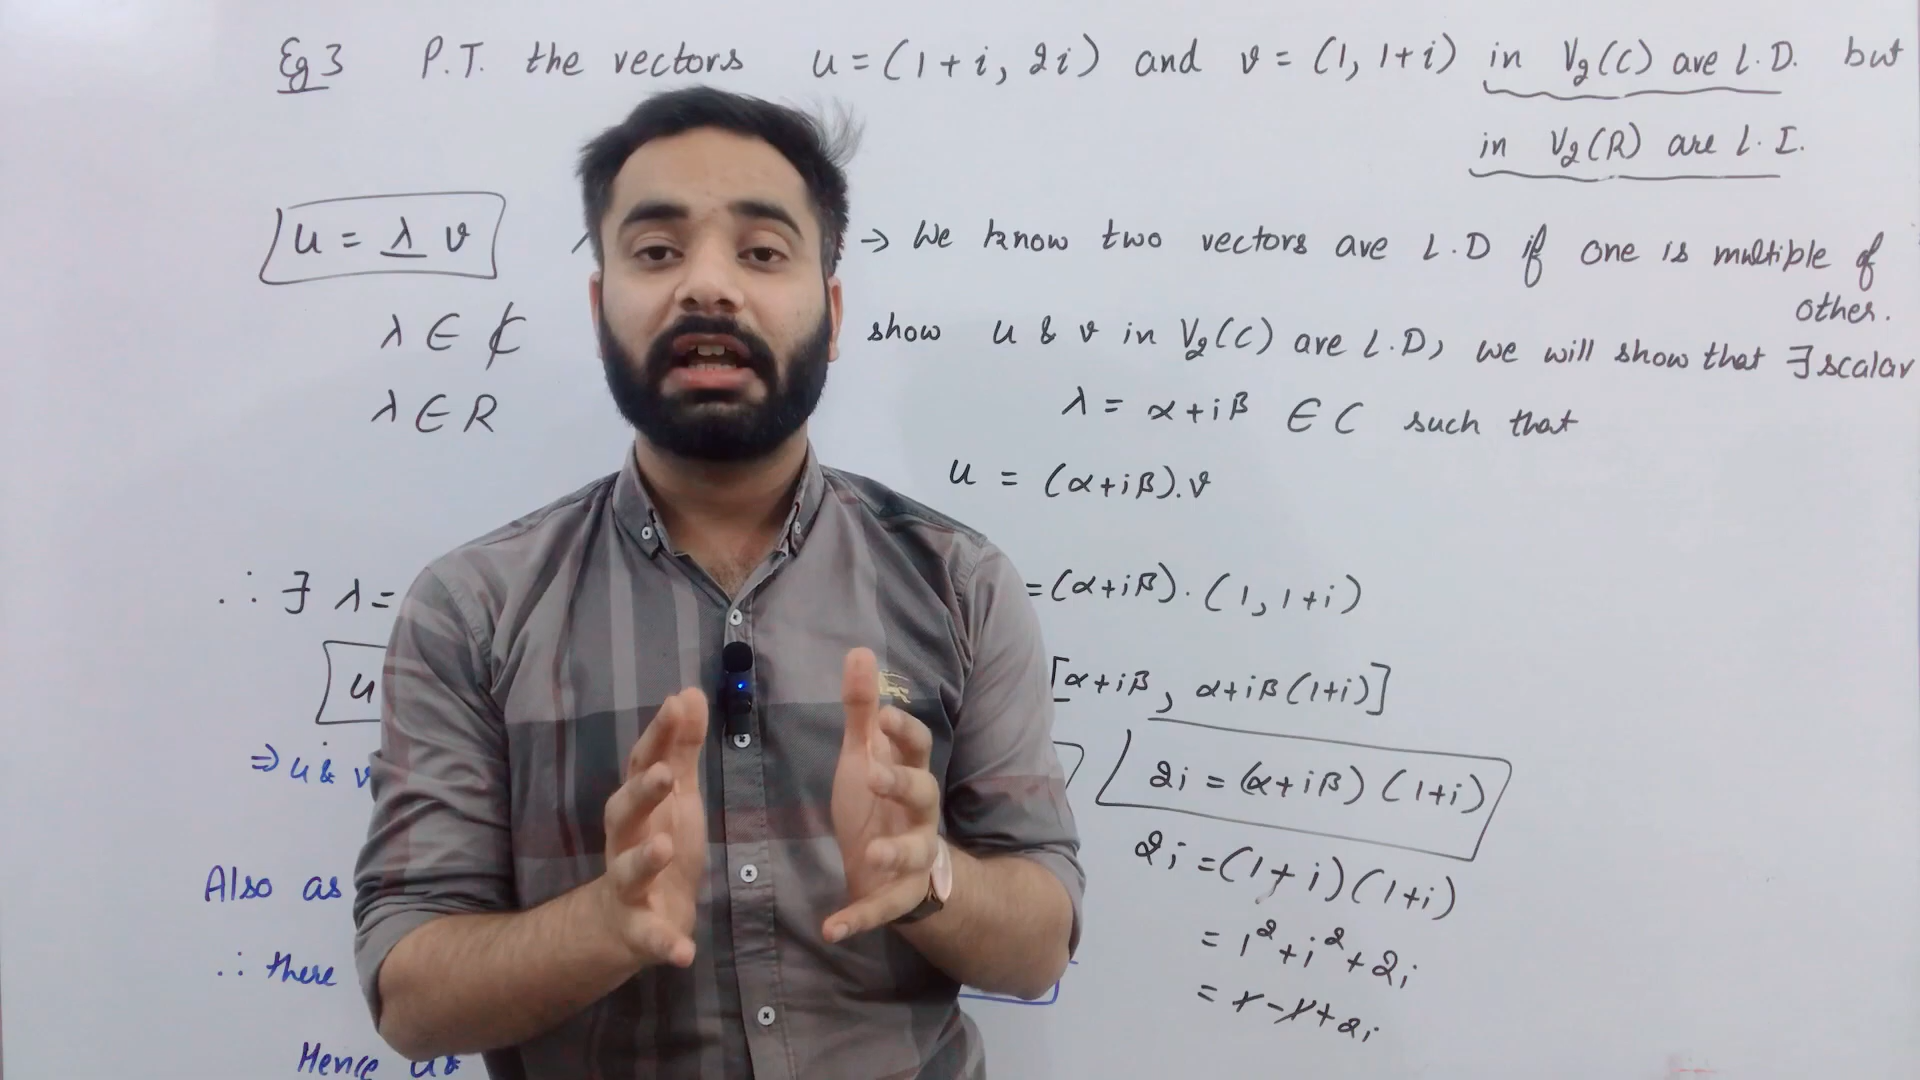 Eg 3 P.T. the vectors u = (1+i, 2i) and v = (1, 1+i) in V₂(C) are L.D. but
in V₂(R) are L.I.
u = λ v
→ We know two vectors are L.D if one is multiple of
other.
λ ∈ ₵
show u & v in V₂(C) are L.D, we will show that ∃ scalar
λ ∈ R
λ = α+iβ ∈ C such that
u = (α+iβ).v
∴ ∃ λ =
=(α+iβ). (1, 1+i)
u
[α+iβ, α+iβ(1+i)]
⇒ u & v
2i = (α+iβ) (1+i)
2i =(1+i)(1+i)
Also as
= 1²+i²+2i
∴ there
= 1-1+2i
Hence u &